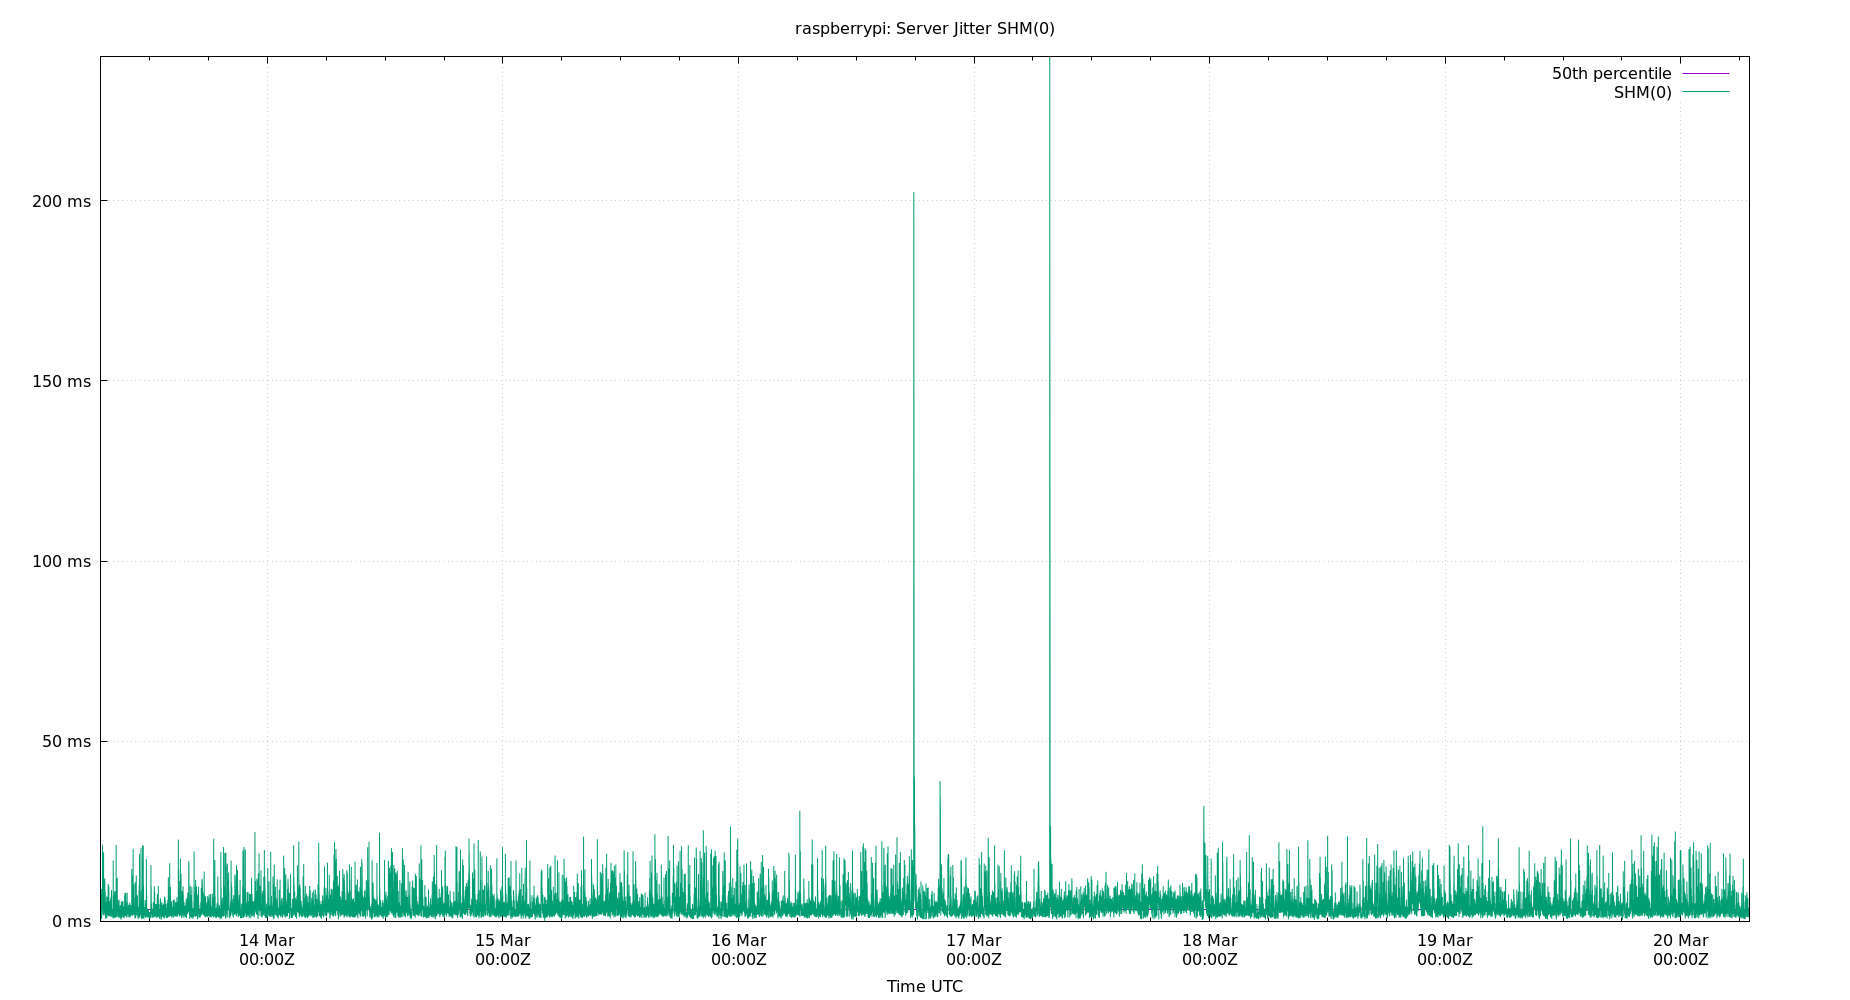 raspberrypi: Server Jitter SHM(0)
50th percentile
SHM(0)
200 ms
150 ms
100 ms
50 ms
0 ms
14 Mar 15 Mar 16 Mar 17 Mar 18 Mar 19 Mar 20 Mar
00:00Z 00:00Z 00:00Z 00:00Z 00:00Z 00:00Z 00:00Z
Time UTC